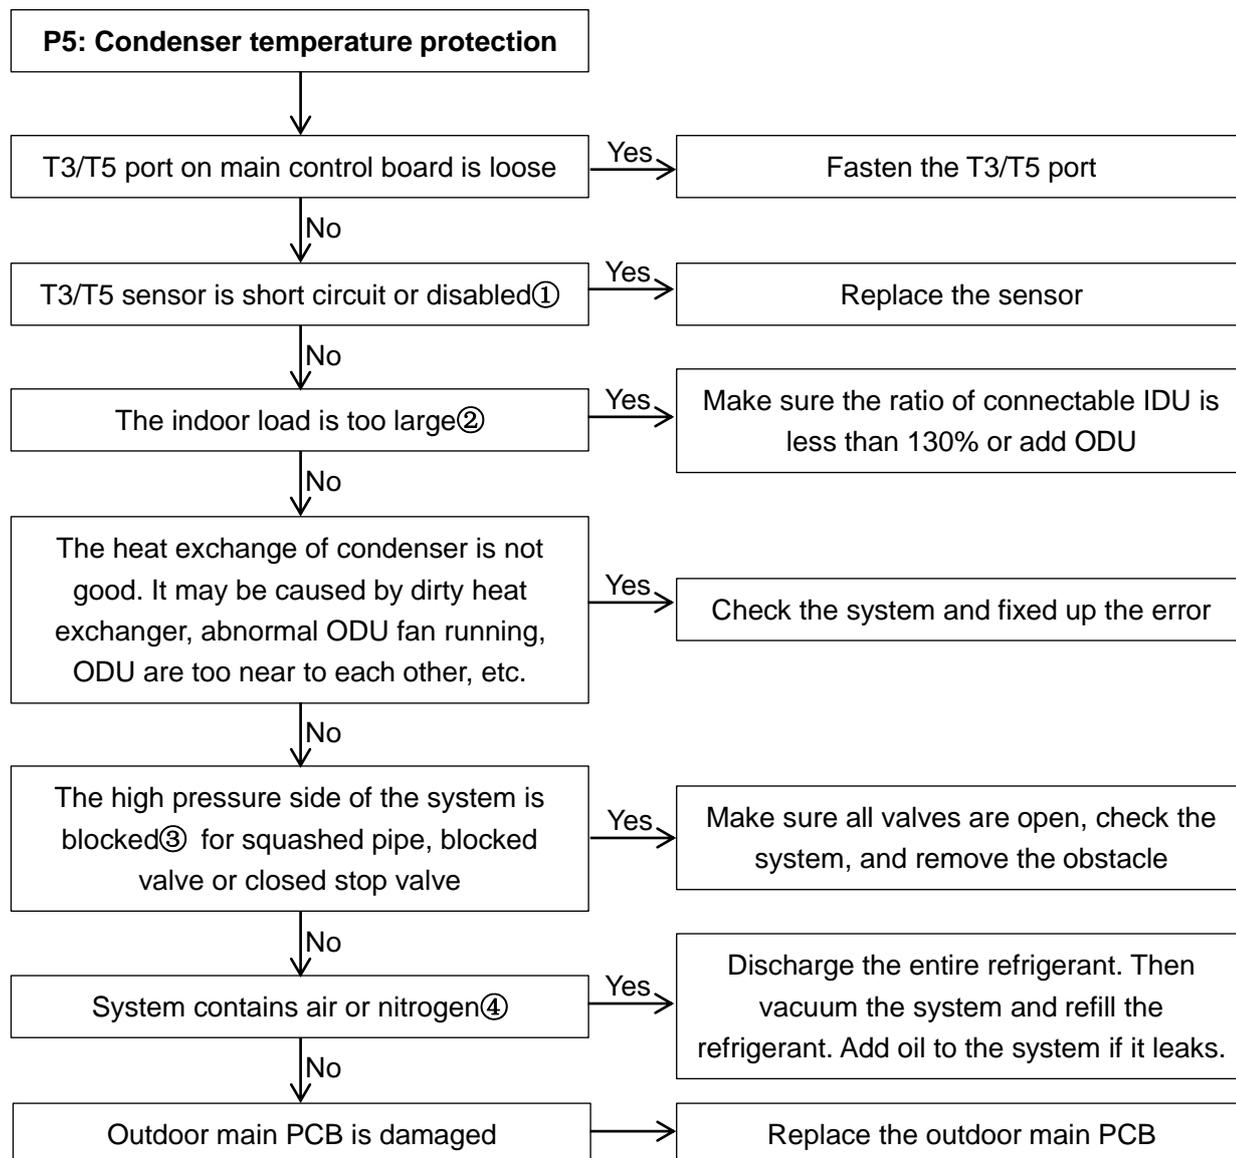 P5: Condenser temperature protection
T3/T5 port on main control board is loose
Yes
Fasten the T3/T5 port
No
T3/T5 sensor is short circuit or disabled①
Yes
Replace the sensor
No
The indoor load is too large②
Yes
Make sure the ratio of connectable IDU is
less than 130% or add ODU
No
The heat exchange of condenser is not
good. It may be caused by dirty heat
exchanger, abnormal ODU fan running,
ODU are too near to each other, etc.
Yes
Check the system and fixed up the error
No
The high pressure side of the system is
blocked③ for squashed pipe, blocked
valve or closed stop valve
Yes
Make sure all valves are open, check the
system, and remove the obstacle
No
System contains air or nitrogen④
Yes
Discharge the entire refrigerant. Then
vacuum the system and refill the
refrigerant. Add oil to the system if it leaks.
No
Outdoor main PCB is damaged
Replace the outdoor main PCB